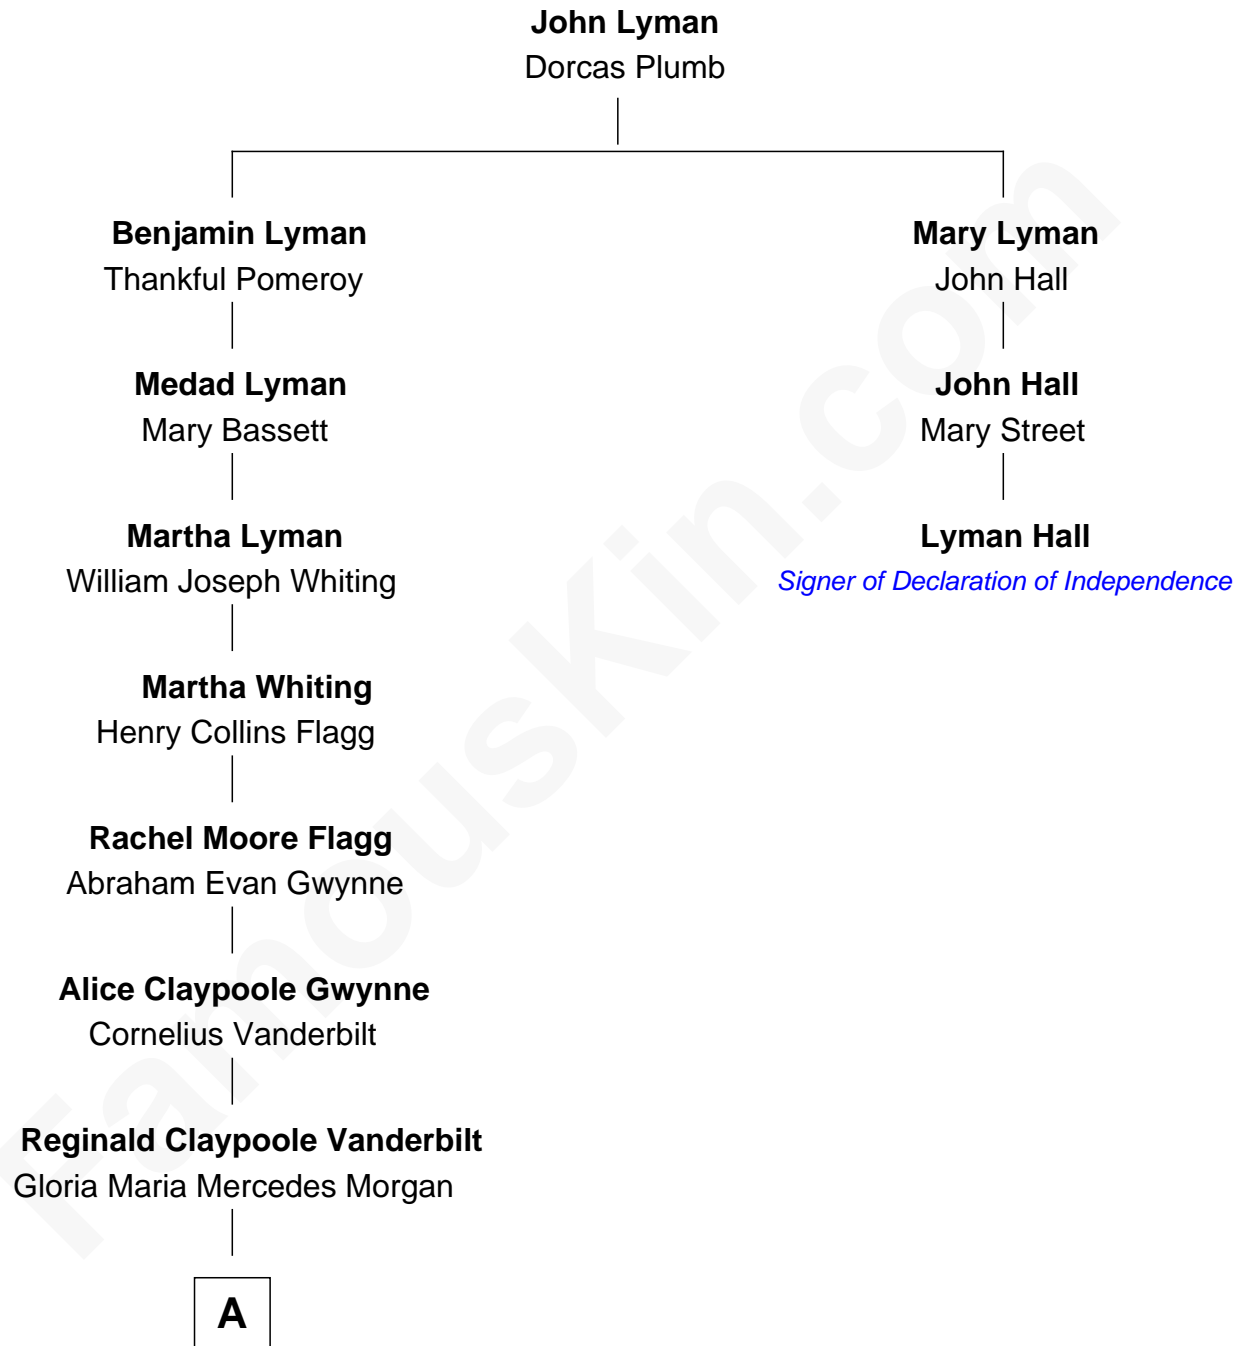 John Lyman
Dorcas Plumb
Benjamin Lyman
Thankful Pomeroy
Mary Lyman
John Hall
Medad Lyman
Mary Bassett
John Hall
Mary Street
Martha Lyman
William Joseph Whiting
Lyman Hall
Signer of Declaration of Independence
Martha Whiting
Henry Collins Flagg
Rachel Moore Flagg
Abraham Evan Gwynne
Alice Claypoole Gwynne
Cornelius Vanderbilt
Reginald Claypoole Vanderbilt
Gloria Maria Mercedes Morgan
A
FamousKin.com